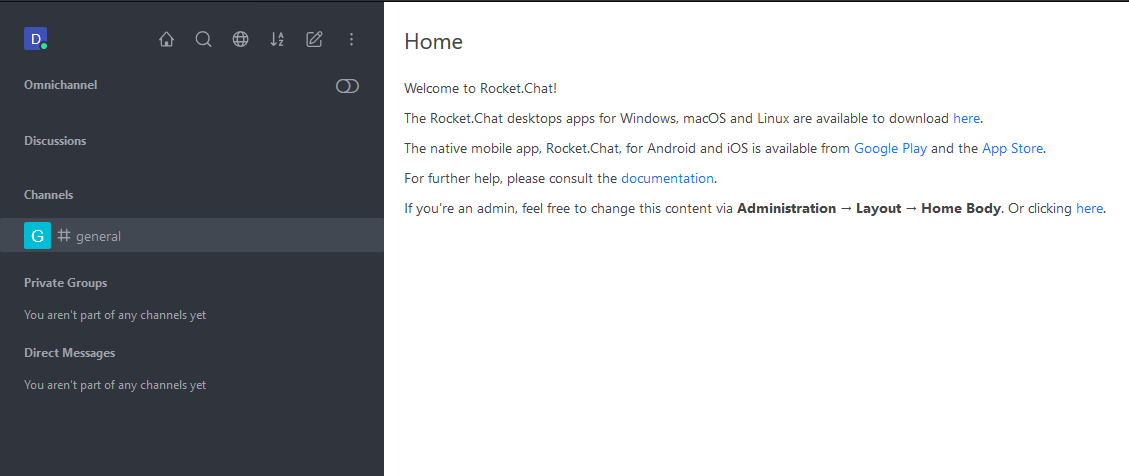 D
Omnichannel
Discussions
Channels
G general
Private Groups
You aren't part of any channels yet
Direct Messages
You aren't part of any channels yet
Home
Welcome to Rocket.Chat!
The Rocket.Chat desktops apps for Windows, macOS and Linux are available to download here.
The native mobile app, Rocket.Chat, for Android and iOS is available from Google Play and the App Store.
For further help, please consult the documentation.
If you're an admin, feel free to change this content via Administration → Layout → Home Body. Or clicking here.